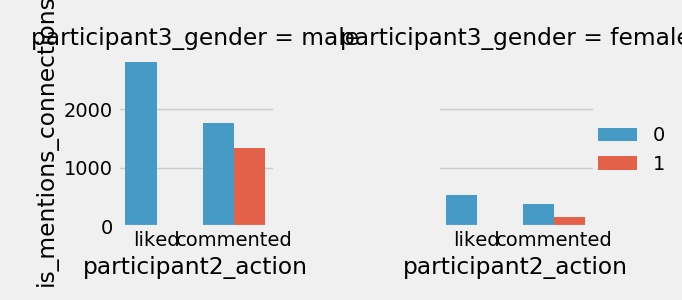 participant3_gender = male
participant3_gender = female
is_mentions_connections
2000
1000
0
liked
commented
liked
commented
participant2_action
participant2_action
0
1